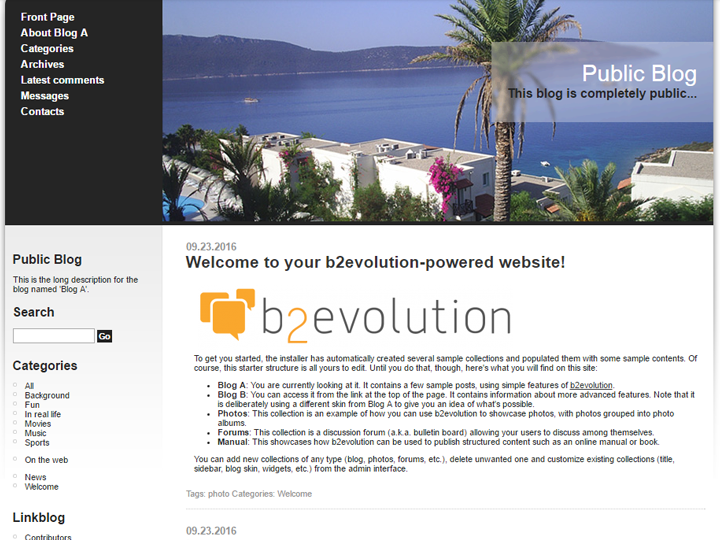 Front Page
About Blog A
Categories
Archives
Latest comments
Messages
Contacts
Public Blog
This blog is completely public...
Public Blog
This is the long description for the
blog named 'Blog A'.
Search
Go
Categories
All
Background
Fun
In real life
Movies
Music
Sports
On the web
News
Welcome
Linkblog
Contributors
09.23.2016
Welcome to your b2evolution-powered website!
b2evolution
To get you started, the installer has automatically created several sample collections and populated them with some sample contents. Of
course, this starter structure is all yours to edit. Until you do that, though, here's what you will find on this site:
Blog A: You are currently looking at it. It contains a few sample posts, using simple features of b2evolution.
Blog B: You can access it from the link at the top of the page. It contains information about more advanced features. Note that it
is deliberately using a different skin from Blog A to give you an idea of what's possible.
Photos: This collection is an example of how you can use b2evolution to showcase photos, with photos grouped into photo
albums.
Forums: This collection is a discussion forum (a.k.a. bulletin board) allowing your users to discuss among themselves.
Manual: This showcases how b2evolution can be used to publish structured content such as an online manual or book.
You can add new collections of any type (blog, photos, forums, etc.), delete unwanted one and customize existing collections (title,
sidebar, blog skin, widgets, etc.) from the admin interface.
Tags: photo Categories: Welcome
09.23.2016